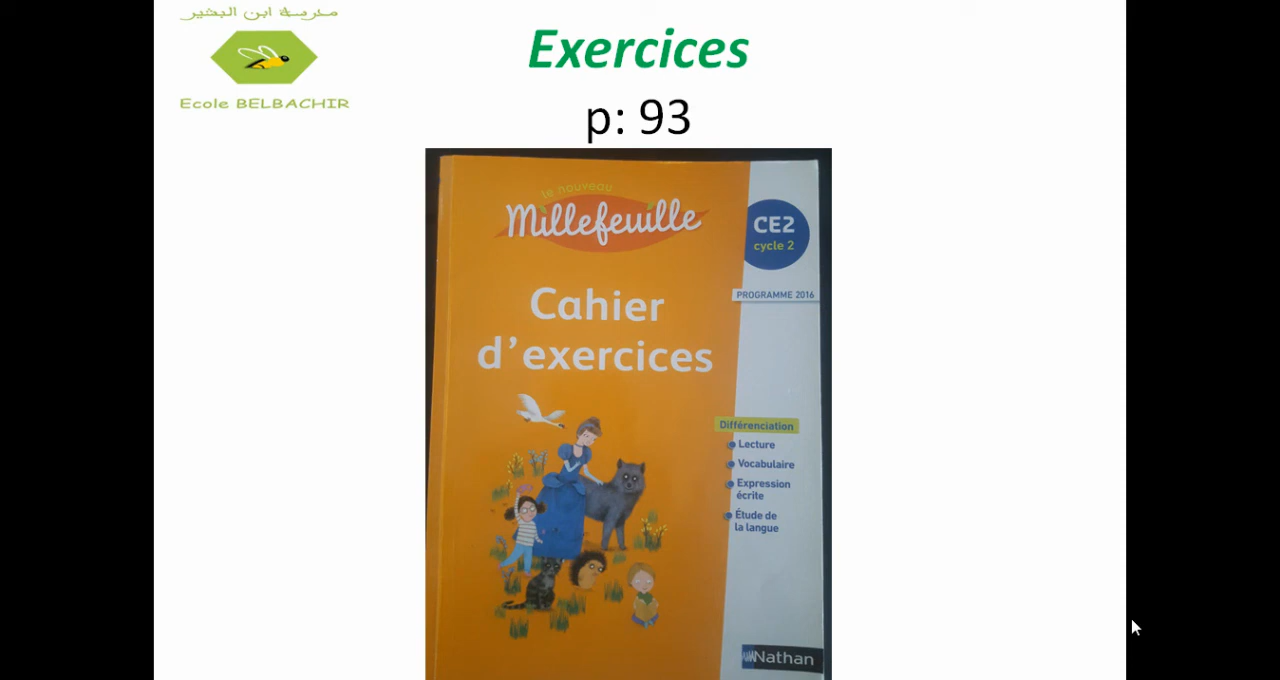 مدرسة ابن البشير
Ecole BELBACHIR
Exercices
p: 93
le nouveau
Millefeuille
CE2
cycle 2
PROGRAMME 2016
Cahier
d'exercices
Différenciation
Lecture
Vocabulaire
Expression
écrite
Étude de
la langue
Nathan